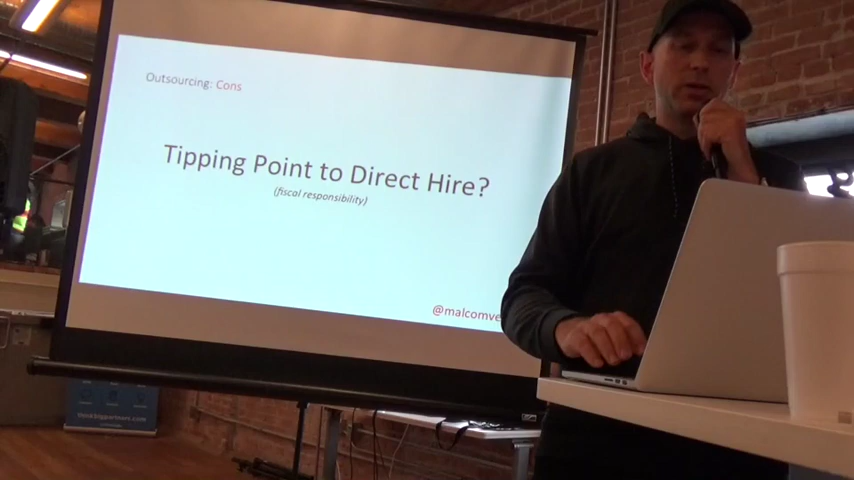 Outsourcing: Cons
Tipping Point to Direct Hire?
(fiscal responsibility)
@malcomve